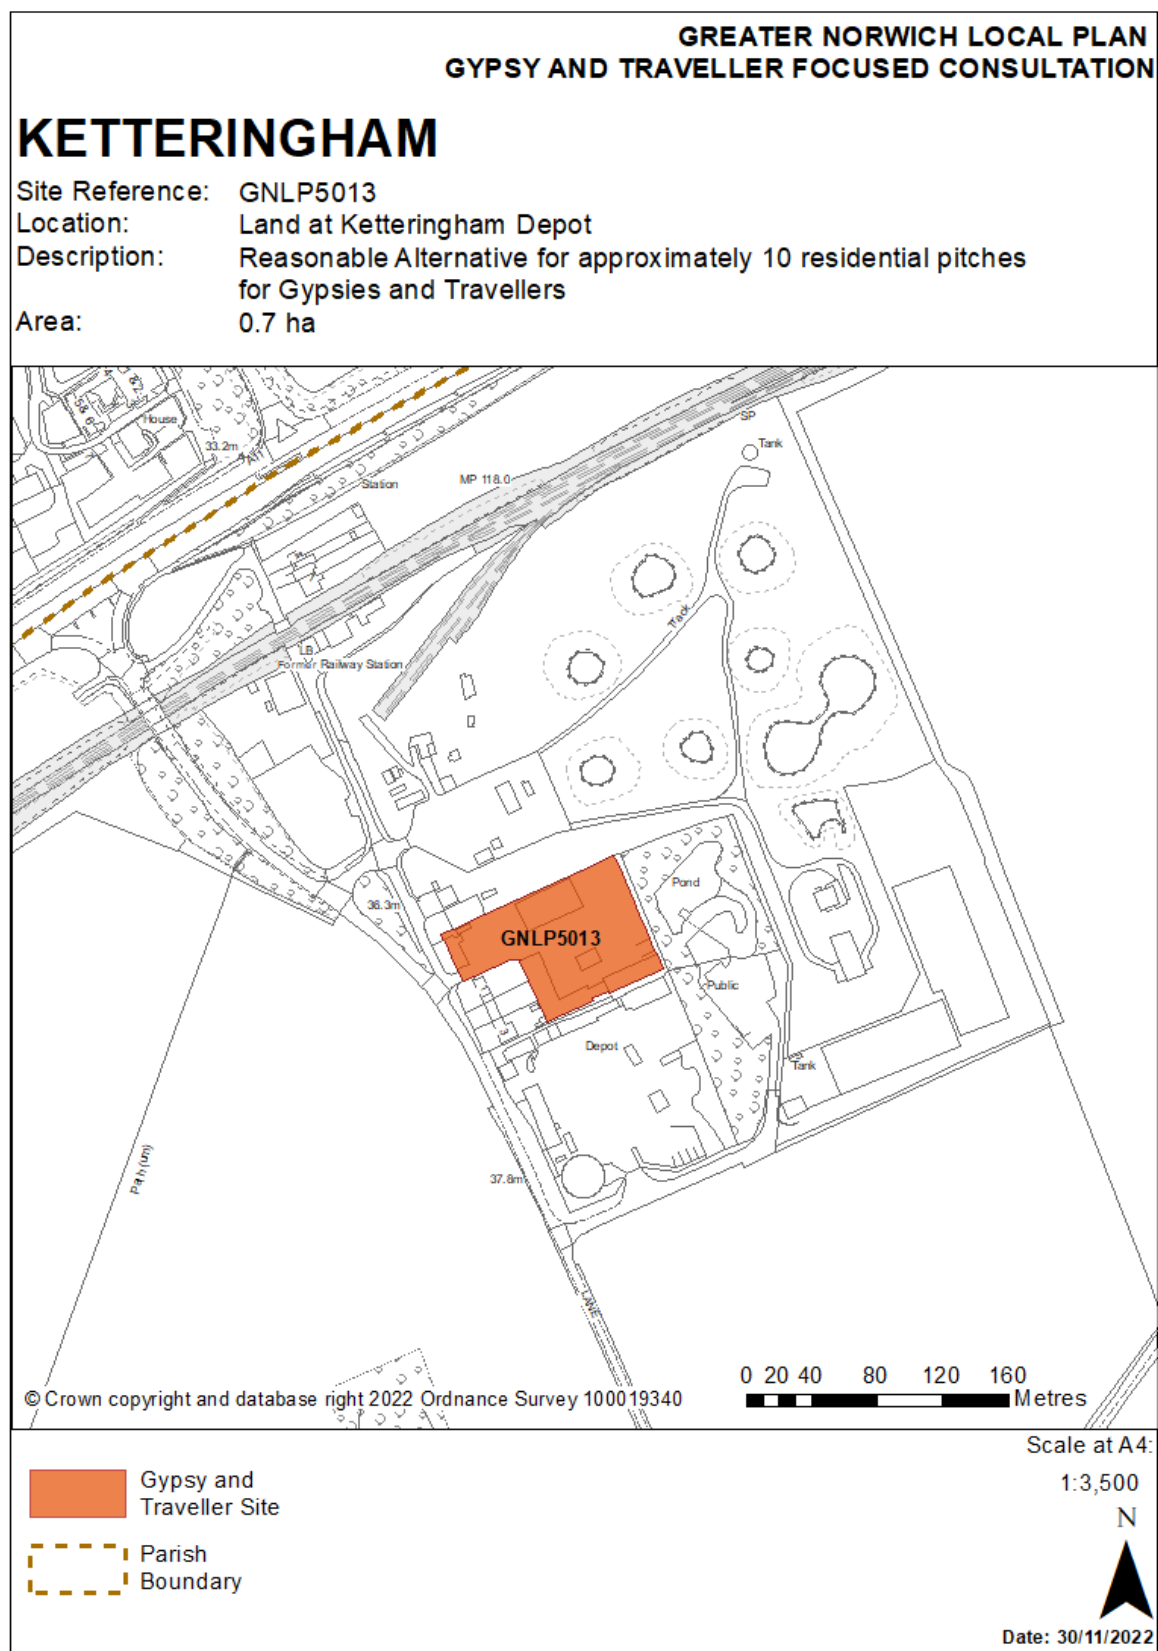 GREATER NORWICH LOCAL PLAN
GYPSY AND TRAVELLER FOCUSED CONSULTATION
KETTERINGHAM
Site Reference: GNLP5013
Location: Land at Ketteringham Depot
Description: Reasonable Alternative for approximately 10 residential pitches
for Gypsies and Travellers
Area: 0.7 ha
House
33.2m
A11
Station
MP 118.0
SP
Tank
Track
LB
Former Railway Station
36.3m
GNLP5013
Pond
Public
3
Depot
Tank
Path (um)
37.8m
LANE
0 20 40 80 120 160
Metres
© Crown copyright and database right 2022 Ordnance Survey 100019340
Scale at A4:
1:3,500
N
Gypsy and
Traveller Site
Parish
Boundary
Date: 30/11/2022